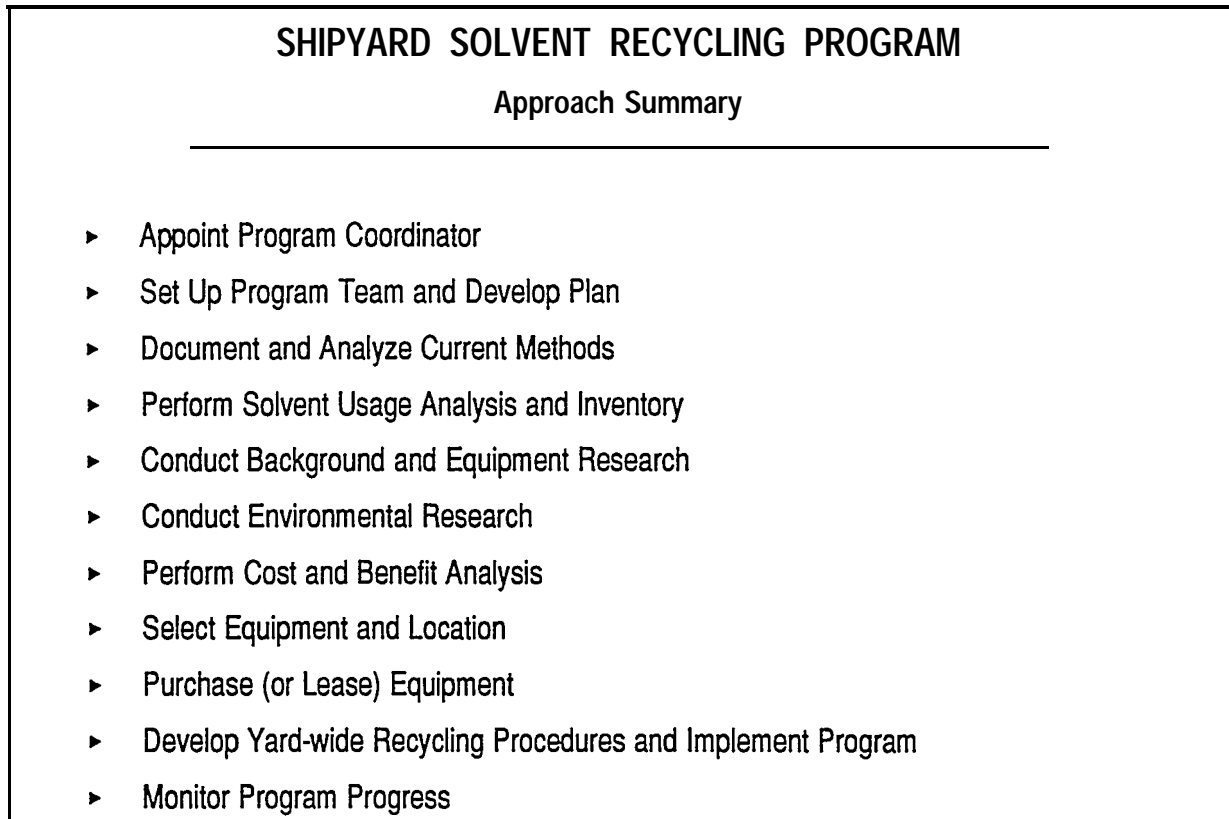 SHIPYARD SOLVENT RECYCLING PROGRAM
Approach Summary
► Appoint Program Coordinator
► Set Up Program Team and Develop Plan
► Document and Analyze Current Methods
► Perform Solvent Usage Analysis and Inventory
► Conduct Background and Equipment Research
► Conduct Environmental Research
► Perform Cost and Benefit Analysis
► Select Equipment and Location
► Purchase (or Lease) Equipment
► Develop Yard-wide Recycling Procedures and Implement Program
► Monitor Program Progress